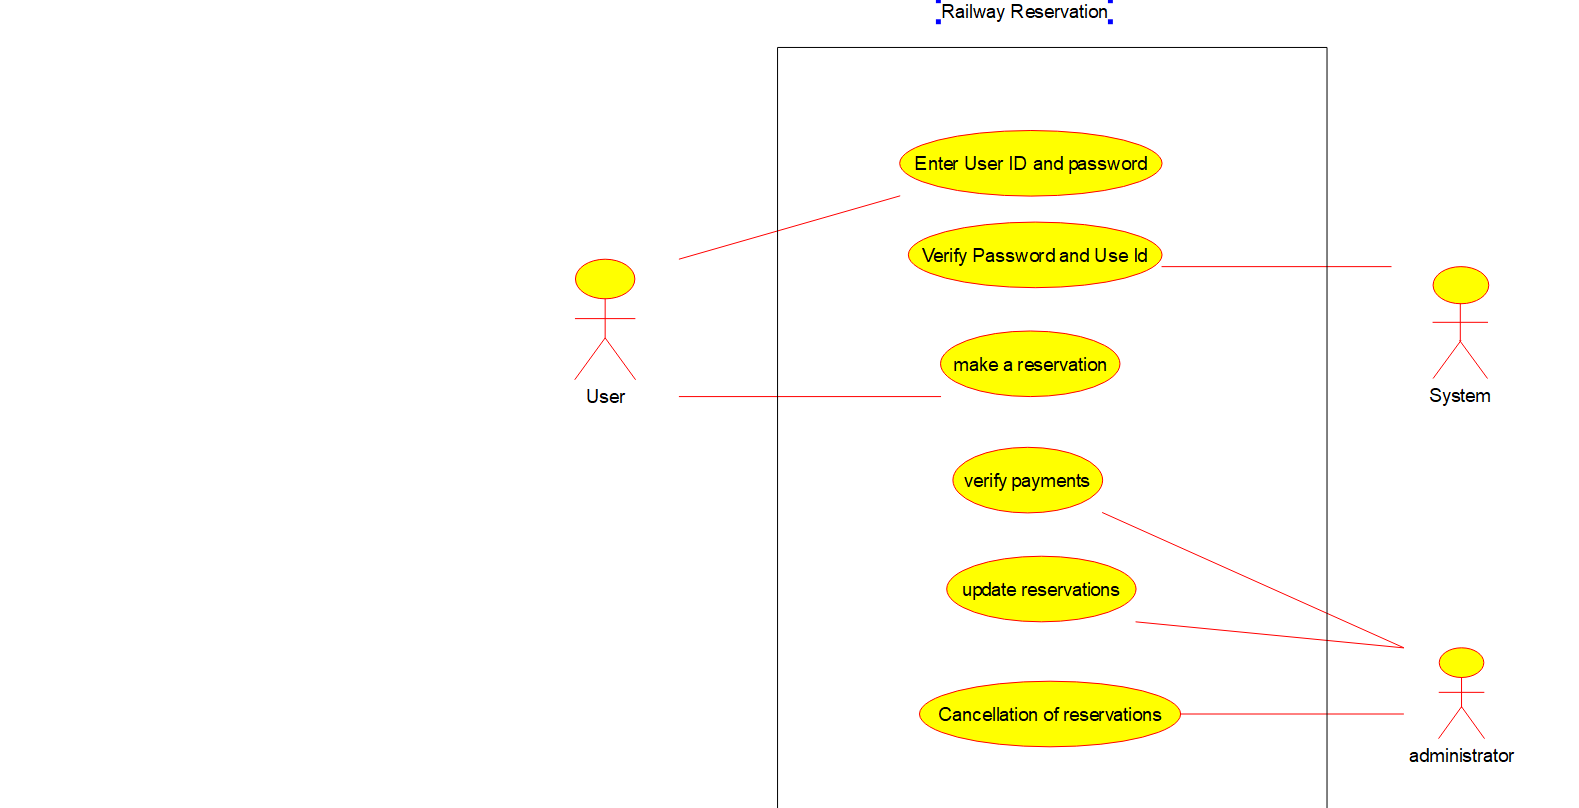 Railway Reservation
Enter User ID and password
Verify Password and Use Id
make a reservation
User
System
verify payments
update reservations
Cancellation of reservations
administrator